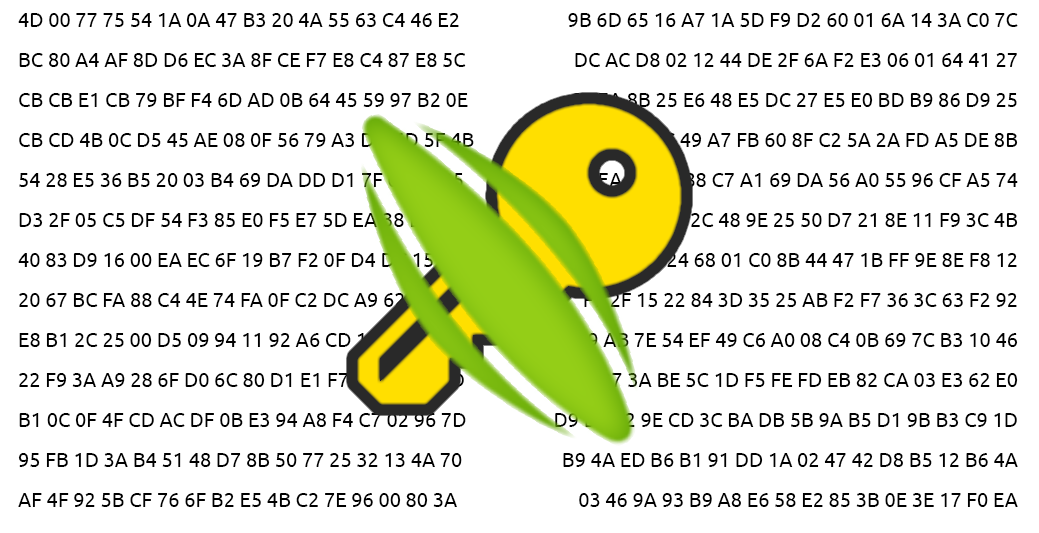 4D 00 77 75 54 1A 0A 47 B3 20 4A 55 63 C4 46 E2 9B 6D 65 16 A7 1A 5D F9 D2 60 01 6A 14 3A C0 7C
BC 80 A4 AF 8D D6 EC 3A 8F CE F7 E8 C4 87 E8 5C DC AC D8 02 12 44 DE 2F 6A F2 E3 06 01 64 41 27
CB CB E1 CB 79 BF F4 6D AD 0B 64 45 59 97 B2 0E 8B 25 E6 48 E5 DC 27 E5 E0 BD B9 86 D9 25
CB CD 4B 0C D5 45 AE 08 0F 56 79 A3 5F 4B 49 A7 FB 60 8F C2 5A 2A FD A5 DE 8B
54 28 E5 36 B5 20 03 B4 69 DA DD D1 7F EA C7 A1 69 DA 56 A0 55 96 CF A5 74
D3 2F 05 C5 DF 54 F3 85 E0 F5 E7 5D EA 38 2C 48 9E 25 50 D7 21 8E 11 F9 3C 4B
40 83 D9 16 00 EA EC 6F 19 B7 F2 0F D4 15 24 68 01 C0 8B 44 47 1B FF 9E 8E F8 12
20 67 BC FA 88 C4 4E 74 FA 0F C2 DC A9 62 2F 15 22 84 3D 35 25 AB F2 F7 36 3C 63 F2 92
E8 B1 2C 25 00 D5 09 94 11 92 A6 CD 7E 54 EF 49 C6 A0 08 C4 0B 69 7C B3 10 46
22 F9 3A A9 28 6F D0 6C 80 D1 E1 F7 3A BE 5C 1D F5 FE FD EB 82 CA 03 E3 62 E0
B1 0C 0F 4F CD AC DF 0B E3 94 A8 F4 C7 02 96 7D D9 9E CD 3C BA DB 5B 9A B5 D1 9B B3 C9 1D
95 FB 1D 3A B4 51 48 D7 8B 50 77 25 32 13 4A 70 B9 4A ED B6 B1 91 DD 1A 02 47 42 D8 B5 12 B6 4A
AF 4F 92 5B CF 76 6F B2 E5 4B C2 7E 96 00 80 3A 03 46 9A 93 B9 A8 E6 58 E2 85 3B 0E 3E 17 F0 EA